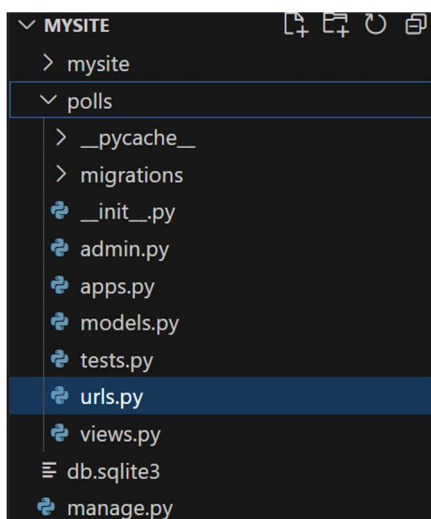 MYSITE
mysite
polls
__pycache__
migrations
__init__.py
admin.py
apps.py
models.py
tests.py
urls.py
views.py
db.sqlite3
manage.py